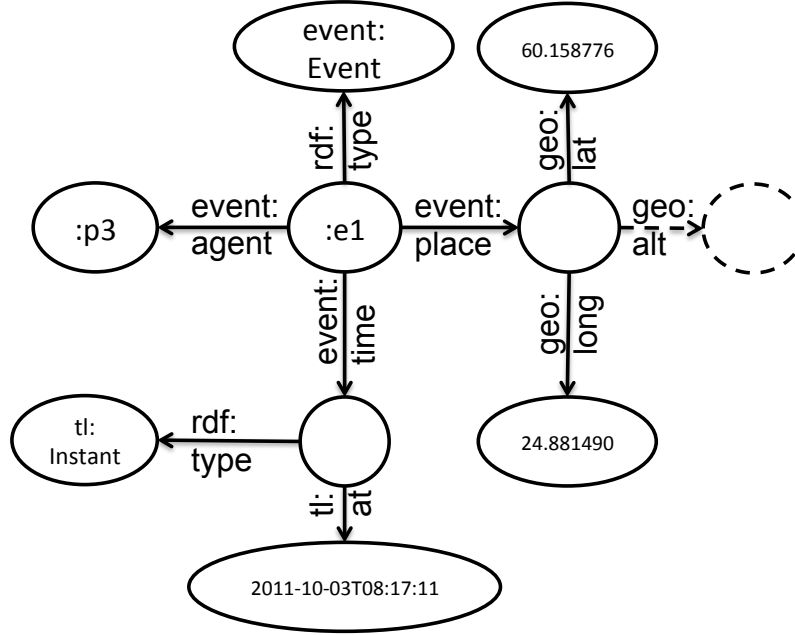 event:
Event
60.158776
rdf:
type
geo:
lat
:p3
event:
agent
:e1
event:
place
geo:
alt
event:
time
geo:
long
tl:
Instant
rdf:
type
24.881490
tl:
at
2011-10-03T08:17:11